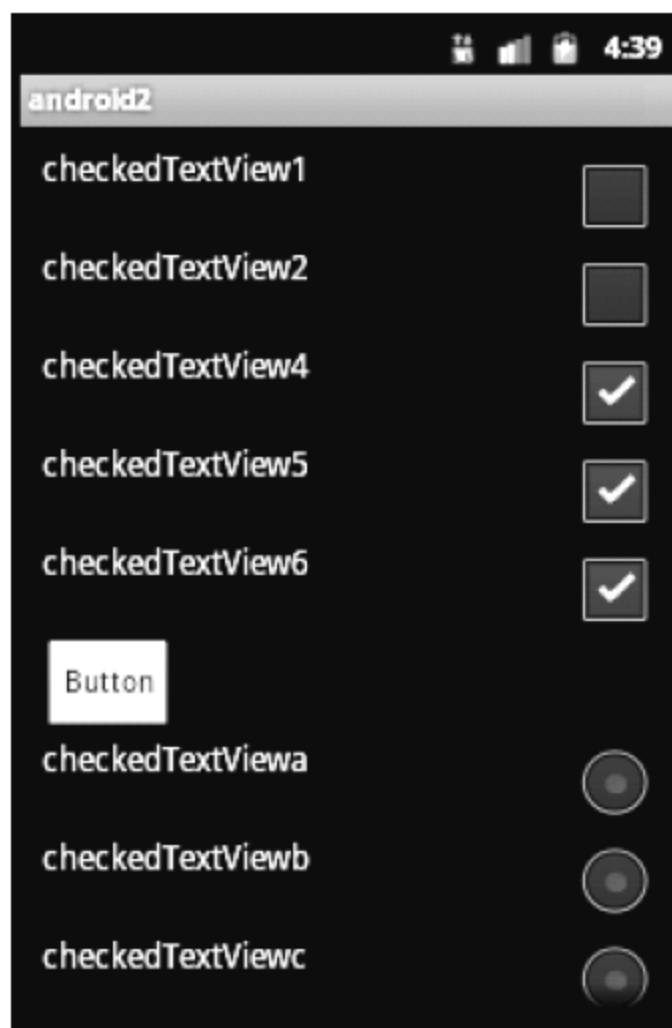 4:39
android2
checkedTextView1
checkedTextView2
checkedTextView4
checkedTextView5
checkedTextView6
Button
checkedTextViewa
checkedTextViewb
checkedTextViewc